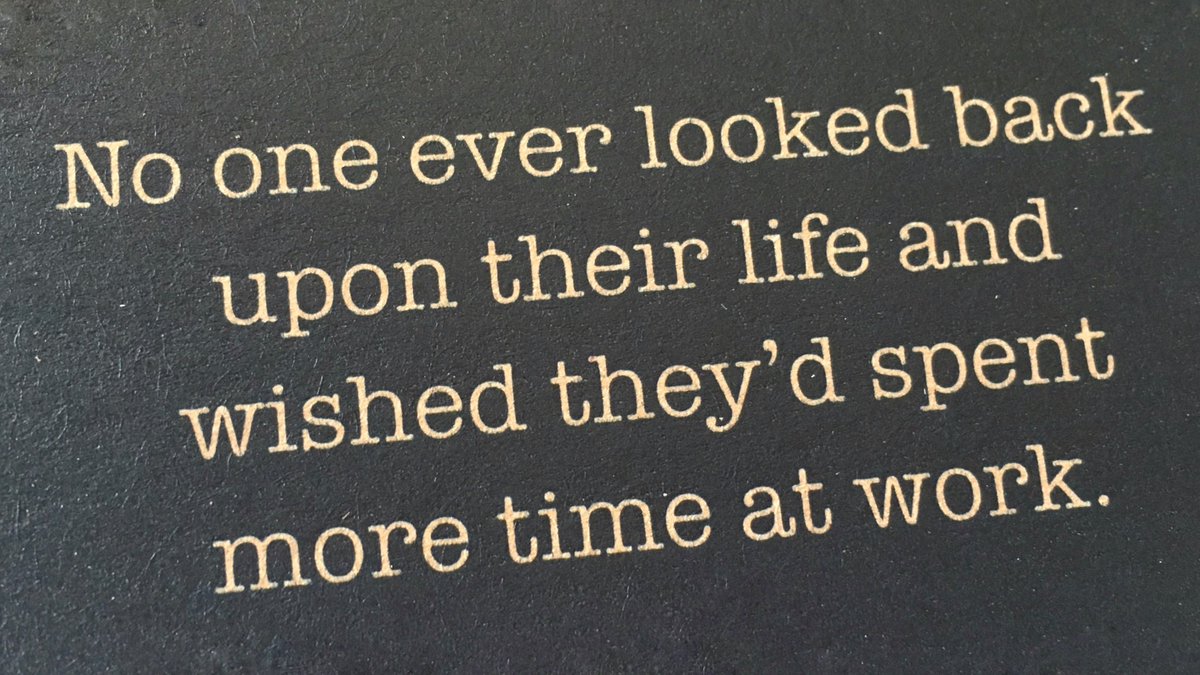 No one ever looked back
upon their life and
wished they’d spent
more time at work.